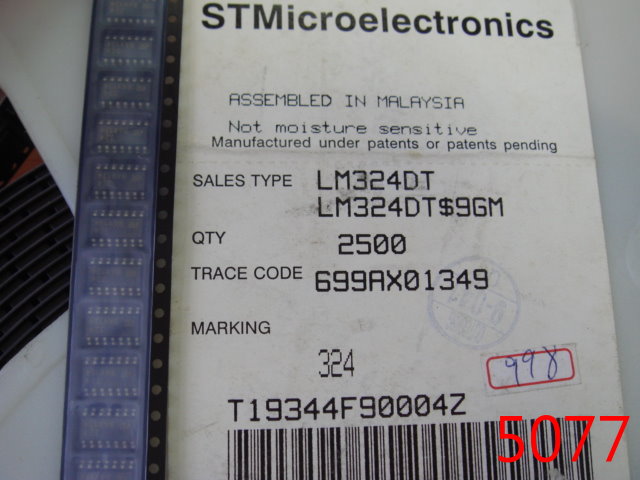 STMicroelectronics
ASSEMBLED IN MALAYSIA
Not moisture sensitive
Manufactured under patents or patents pending
SALES TYPE LM324DT
LM324DT$9GM
QTY 2500
TRACE CODE 699AX01349
MARKING
324
998
T19344F90004Z
5077